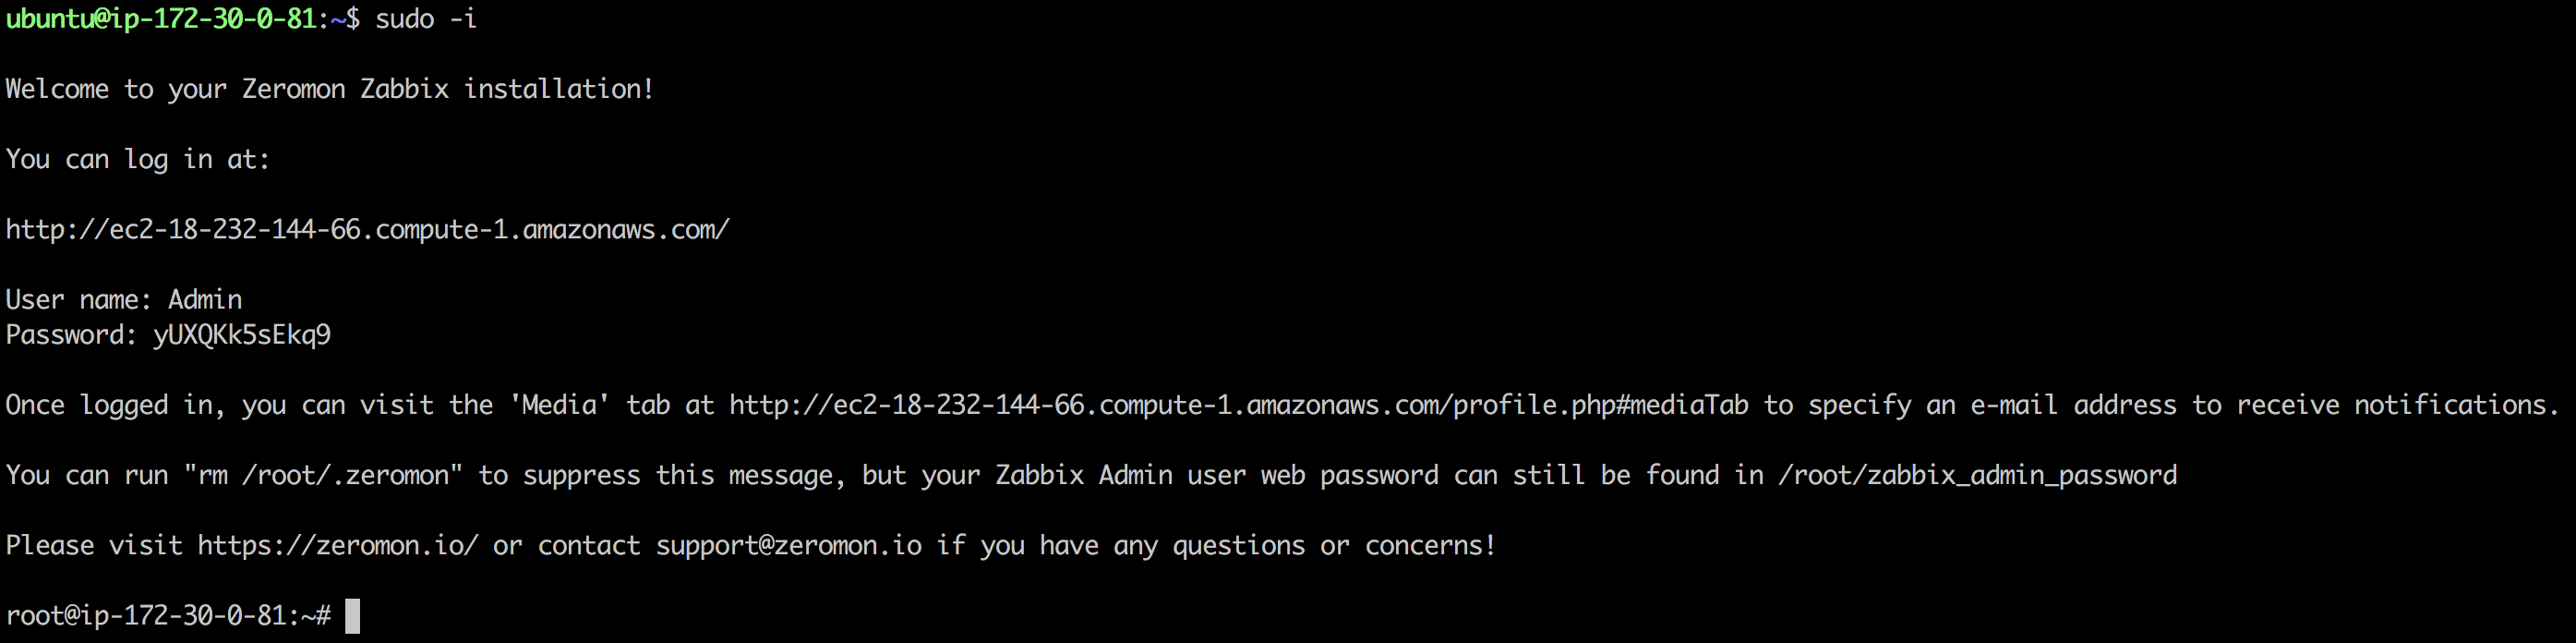 ubuntu@ip-172-30-0-81:~$ sudo -i
Welcome to your Zeromon Zabbix installation!
You can log in at:
http://ec2-18-232-144-66.compute-1.amazonaws.com/
User name: Admin
Password: yUXQKk5sEkq9
Once logged in, you can visit the 'Media' tab at http://ec2-18-232-144-66.compute-1.amazonaws.com/profile.php#mediaTab to specify an e-mail address to receive notifications.
You can run "rm /root/.zeromon" to suppress this message, but your Zabbix Admin user web password can still be found in /root/zabbix_admin_password
Please visit https://zeromon.io/ or contact support@zeromon.io if you have any questions or concerns!
root@ip-172-30-0-81:~#